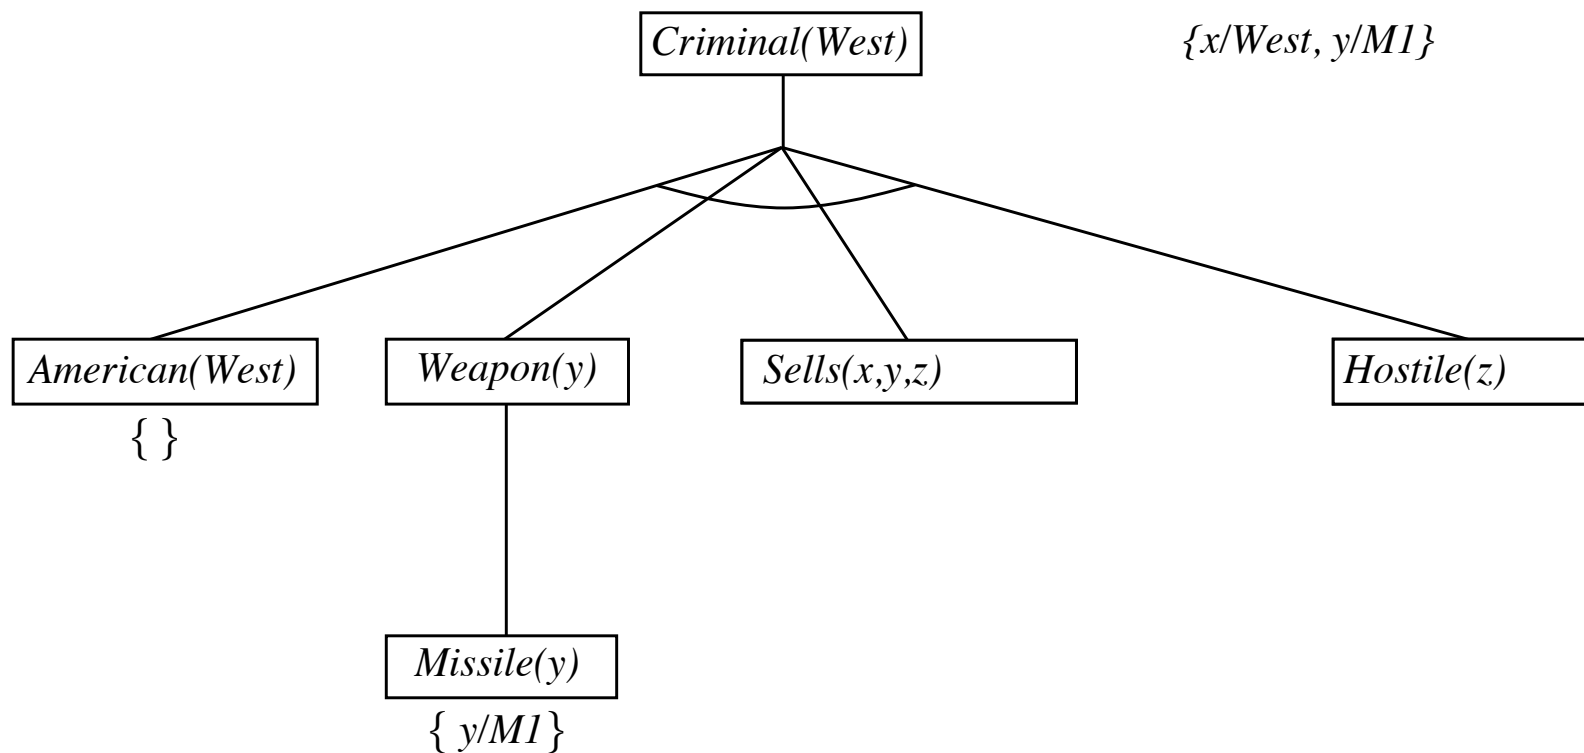 Criminal(West)
{x/West, y/M1}
American(West)
Weapon(y)
Sells(x,y,z)
Hostile(z)
{ }
Missile(y)
{ y/M1}